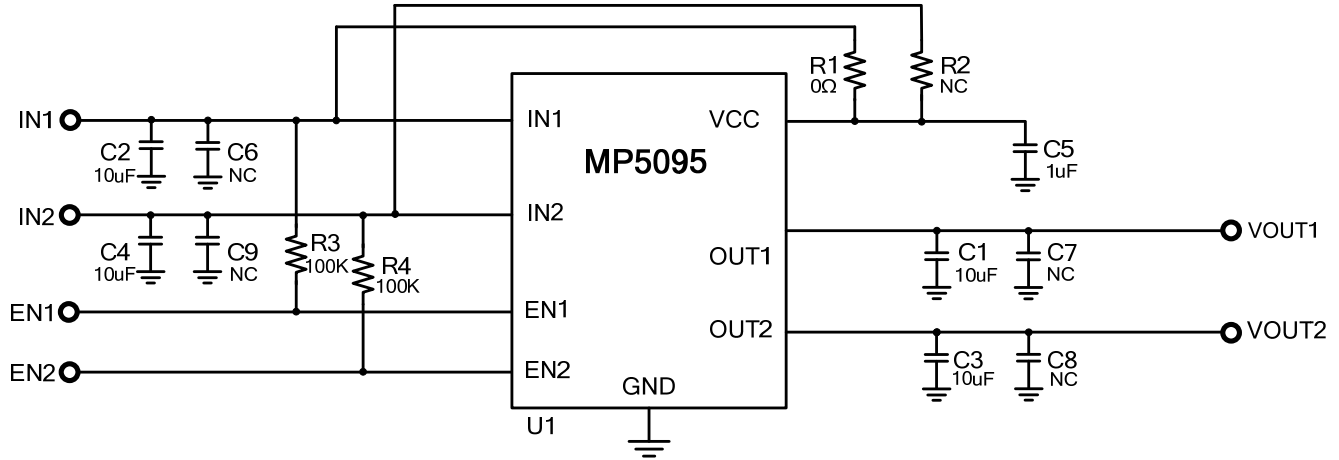 R1
0Ω
R2
NC
IN1
IN1
VCC
C2
10uF
C6
NC
MP5095
C5
1uF
IN2
IN2
C4
10uF
C9
NC
R3
100K
R4
100K
OUT1
C1
10uF
C7
NC
VOUT1
EN1
EN1
OUT2
VOUT2
EN2
EN2
C3
10uF
C8
NC
GND
U1